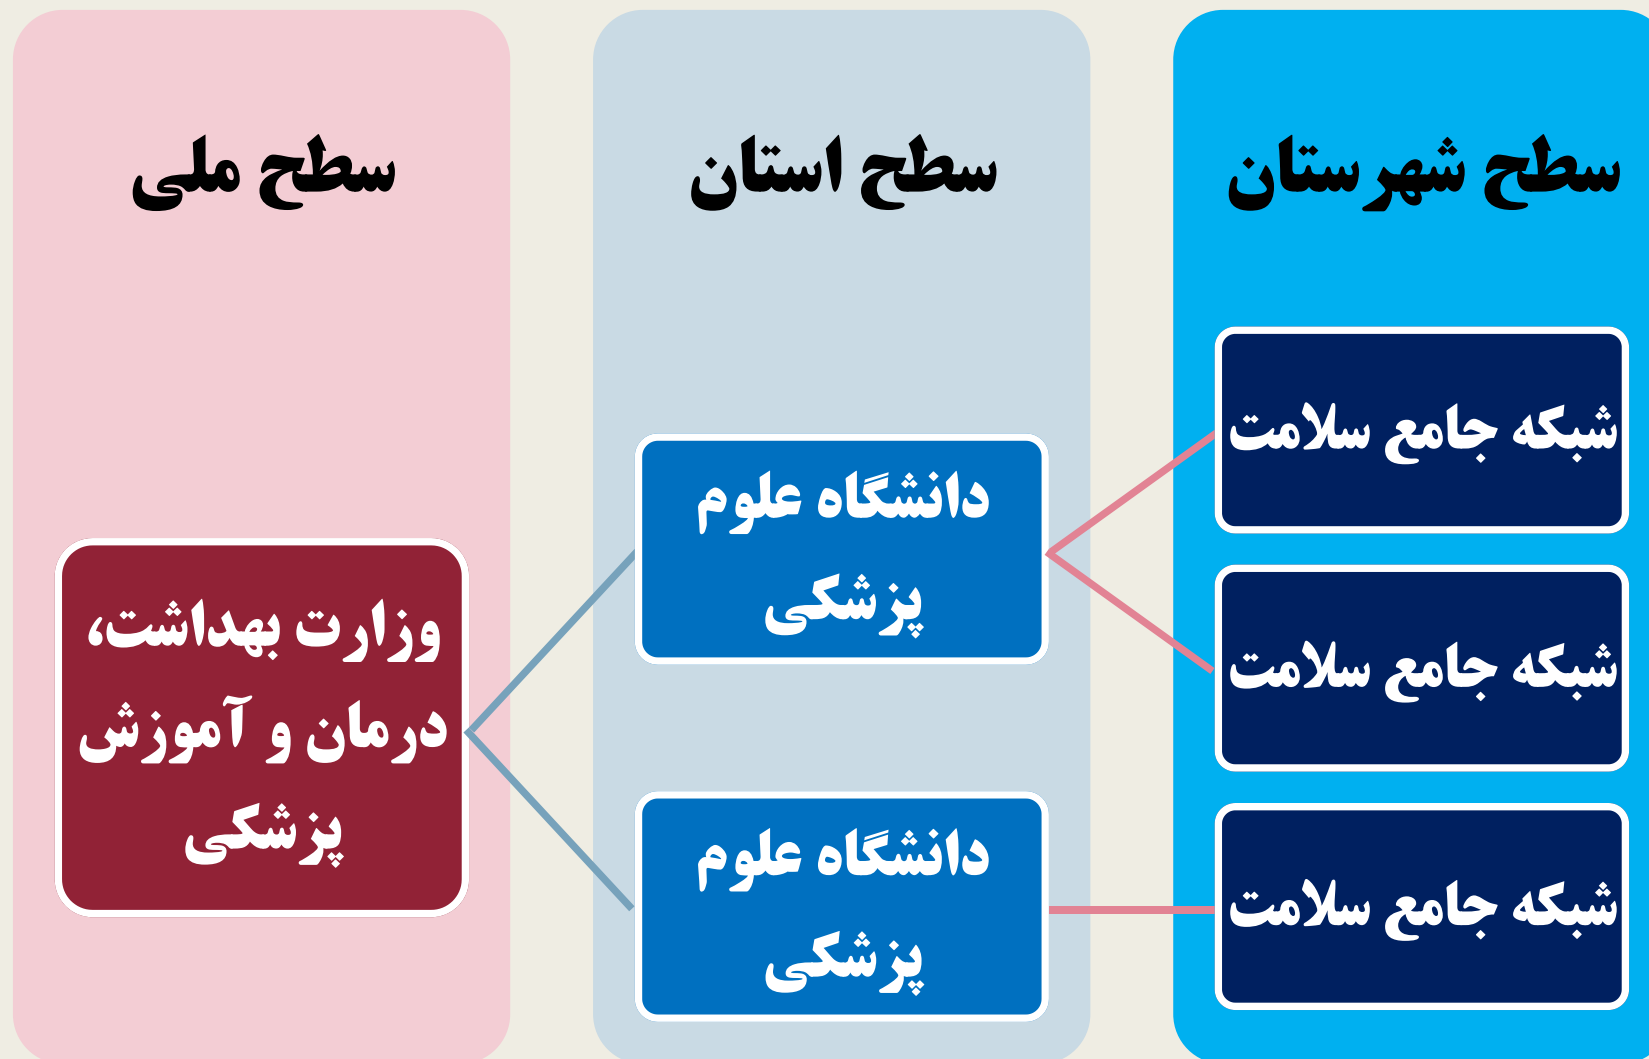 سطح ملی
سطح استان
سطح شهرستان
وزارت بهداشت،
درمان و آموزش
پزشکی
دانشگاه علوم
پزشکی
دانشگاه علوم
پزشکی
شبکه جامع سلامت
شبکه جامع سلامت
شبکه جامع سلامت